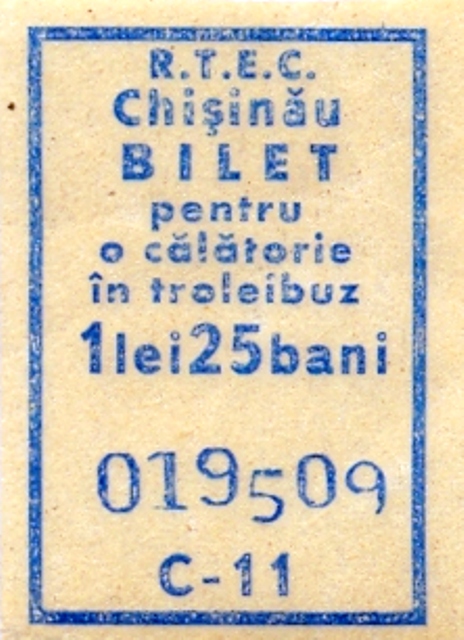 R.T.E.C.
Chişinău
BILET
pentru
o călătorie
în troleibuz
1lei25bani
019509
C-11